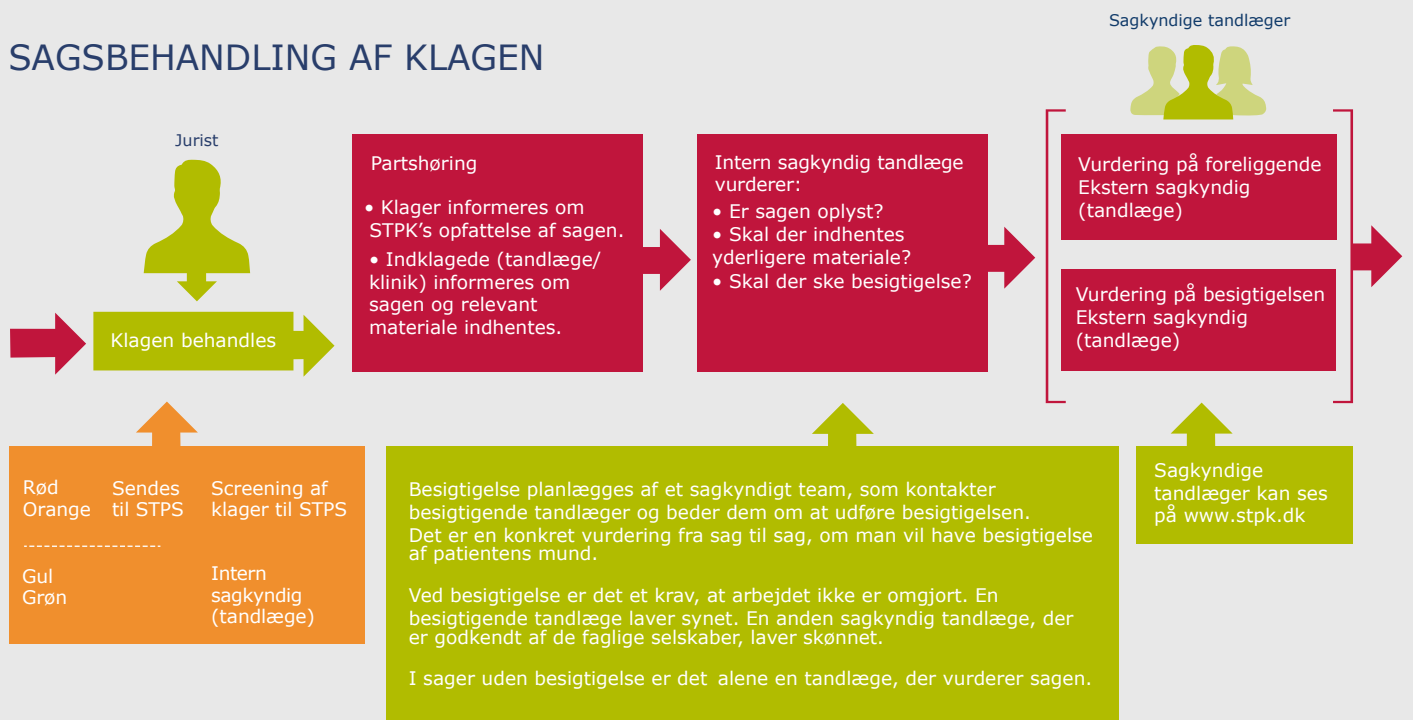 Sagkyndige tandlæger
SAGSBEHANDLING AF KLAGEN
Jurist
Klagen behandles
Partshøring
• Klager informeres om
STPK's opfattelse af sagen.
• Indklagede (tandlæge/
klinik) informeres om
sagen og relevant
materiale indhentes.
Intern sagkyndig tandlæge
vurderer:
• Er sagen oplyst?
• Skal der indhentes
yderligere materiale?
• Skal der ske besigtigelse?
Vurdering på foreliggende
Ekstern sagkyndig
(tandlæge)
Vurdering på besigtigelsen
Ekstern sagkyndig
(tandlæge)
Rød
Orange
Sendes
til STPS
Screening af
klager til STPS
-------------------
Gul
Grøn
Intern
sagkyndig
(tandlæge)
Besigtigelse planlægges af et sagkyndigt team, som kontakter
besigtigende tandlæger og beder dem om at udføre besigtigelsen.
Det er en konkret vurdering fra sag til sag, om man vil have besigtigelse
af patientens mund.
Ved besigtigelse er det et krav, at arbejdet ikke er omgjort. En
besigtigende tandlæge laver synet. En anden sagkyndig tandlæge, der
er godkendt af de faglige selskaber, laver skønnet.
I sager uden besigtigelse er det alene en tandlæge, der vurderer sagen.
Sagkyndige
tandlæger kan ses
på www.stpk.dk